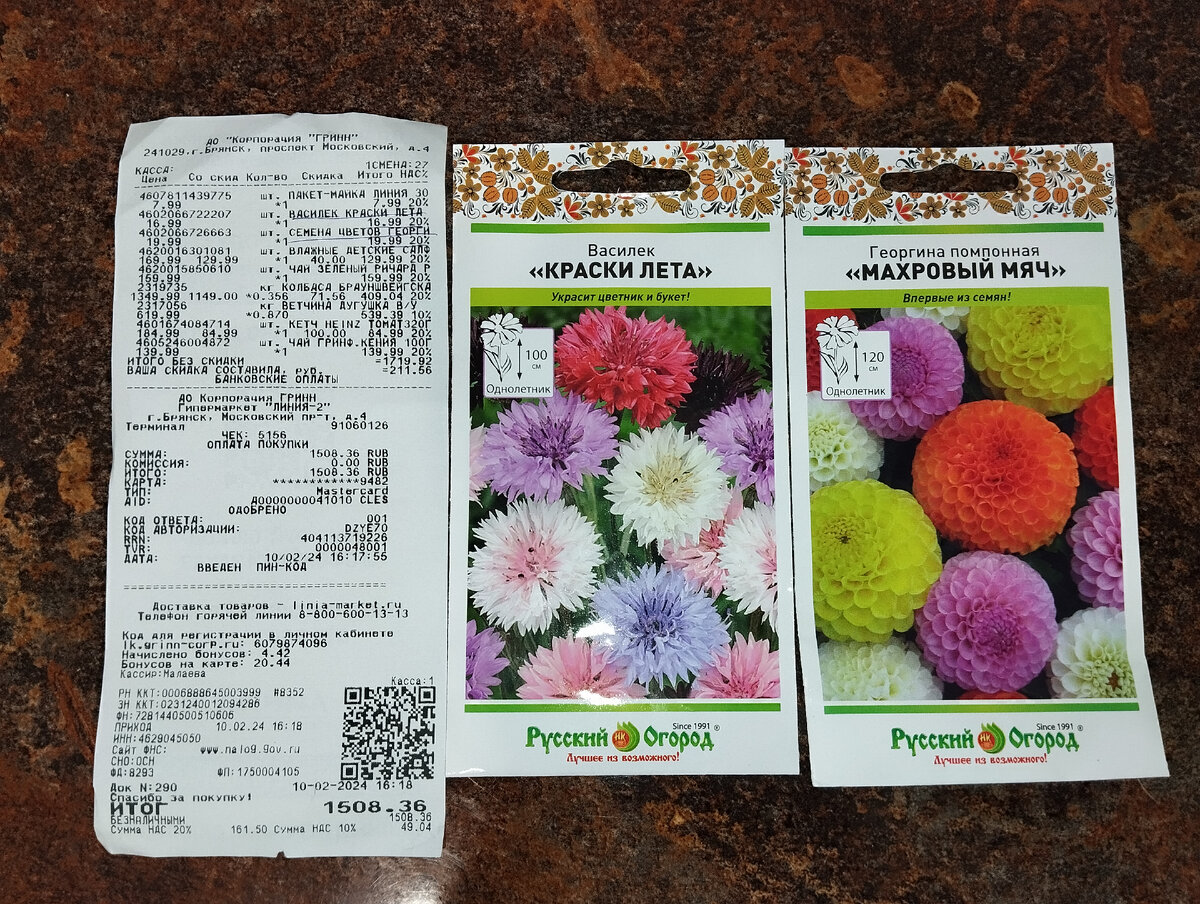 АО "Корпорация "ГРИНН"
241029,г.Брянск, проспект Московский, д.4
1СМЕНА:27
КАССА:
Цена Со скид Кол-во Скидка Итого НАС%
4607811439775 шт. ПАКЕТ-МАЙКА ЛИНИЯ 30
7.99 *1 7.99 20%
4602066722207 шт. ВАСИЛЕК КРАСКИ ЛЕТА
16.99 *1 16.99 20%
4602066726663 шт. СЕМЕНА ЦВЕТОВ ГЕОРГИ
19.99 *1 19.99 20%
4620016301081 шт. ВЛАЖНЫЕ ДЕТСКИЕ САЛФ
169.99 129.99 *1 40.00 129.99 20%
4620015850610 шт. ЧАЙ ЗЕЛЕНЫЙ РИЧАРД Р
159.99 *1 159.99 20%
2319735 кг КОЛБАСА БРАУНШВЕЙГСКА
1349.99 1149.00 *0.356 71.56 409.04 20%
2317056 кг ВЕТЧИНА ДУГУШКА В/У
619.99 *0.870 539.39 10%
4601674084714 шт. КЕТЧ HEINZ ТОМАТ320Г
184.99 84.99 *1 100.00 84.99 20%
4605246004872 шт. ЧАЙ ГРИНФ.КЕНИЯ 100Г
139.99 *1 139.99 20%
ИТОГО БЕЗ СКИДКИ =1719.92
ВАША СКИДКА СОСТАВИЛА, руб. =211.56
БАНКОВСКИЕ ОПЛАТЫ
АО Корпорация ГРИНН
Гипермаркет "ЛИНИЯ-2"
г.Брянск, Московский пр-т, д.4
Терминал 91060126
ЧЕК: 5156
ОПЛАТА ПОКУПКИ
СУММА: 1508.36 RUB
КОМИССИЯ: 0.00 RUB
ИТОГО: 1508.36 RUB
КАРТА: ************9482
ТИП: Mastercard
AID: A0000000041010 CLES
ОДОБРЕНО
КОД ОТВЕТА: 001
КОД АВТОРИЗАЦИИ: DZYE70
RRN: 404113719226
TVR: 0000048001
ДАТА: 10/02/24 16:17:55
ВВЕДЕН ПИН-КОД
Доставка товаров - linia-market.ru
Телефон горячей линии 8-800-600-13-13
Код для регистрации в личном кабинете
lk.grinn-corp.ru: 6079874096
Начислено бонусов: 4.42
Бонусов на карте: 20.44
Кассир:Малаева
Касса:1
РН ККТ:0006888645003999 #8352
ЗН ККТ:0231240012094286
ФН:7281440500510606
ПРИХОД 10.02.24 16:18
ИНН:4629045050
Сайт ФНС: www.nalog.gov.ru
СНО:ОСН
ФД:8293 ФП:1750004105
Док N:290 10-02-2024 16:18
Спасибо за покупку!
ИТОГ 1508.36
БЕЗНАЛИЧНЫМИ 1508.36
Сумма НДС 20% 161.50 Сумма НДС 10% 49.04
Василек
«КРАСКИ ЛЕТА»
Украсит цветник и букет!
100
см
Однолетник
Since 1991
Русский НК Огород®
Лучшее из возможного!
Георгина помпонная
«МАХРОВЫЙ МЯЧ»
Впервые из семян!
120
см
Однолетник
Since 1991
Русский НК Огород®
Лучшее из возможного!